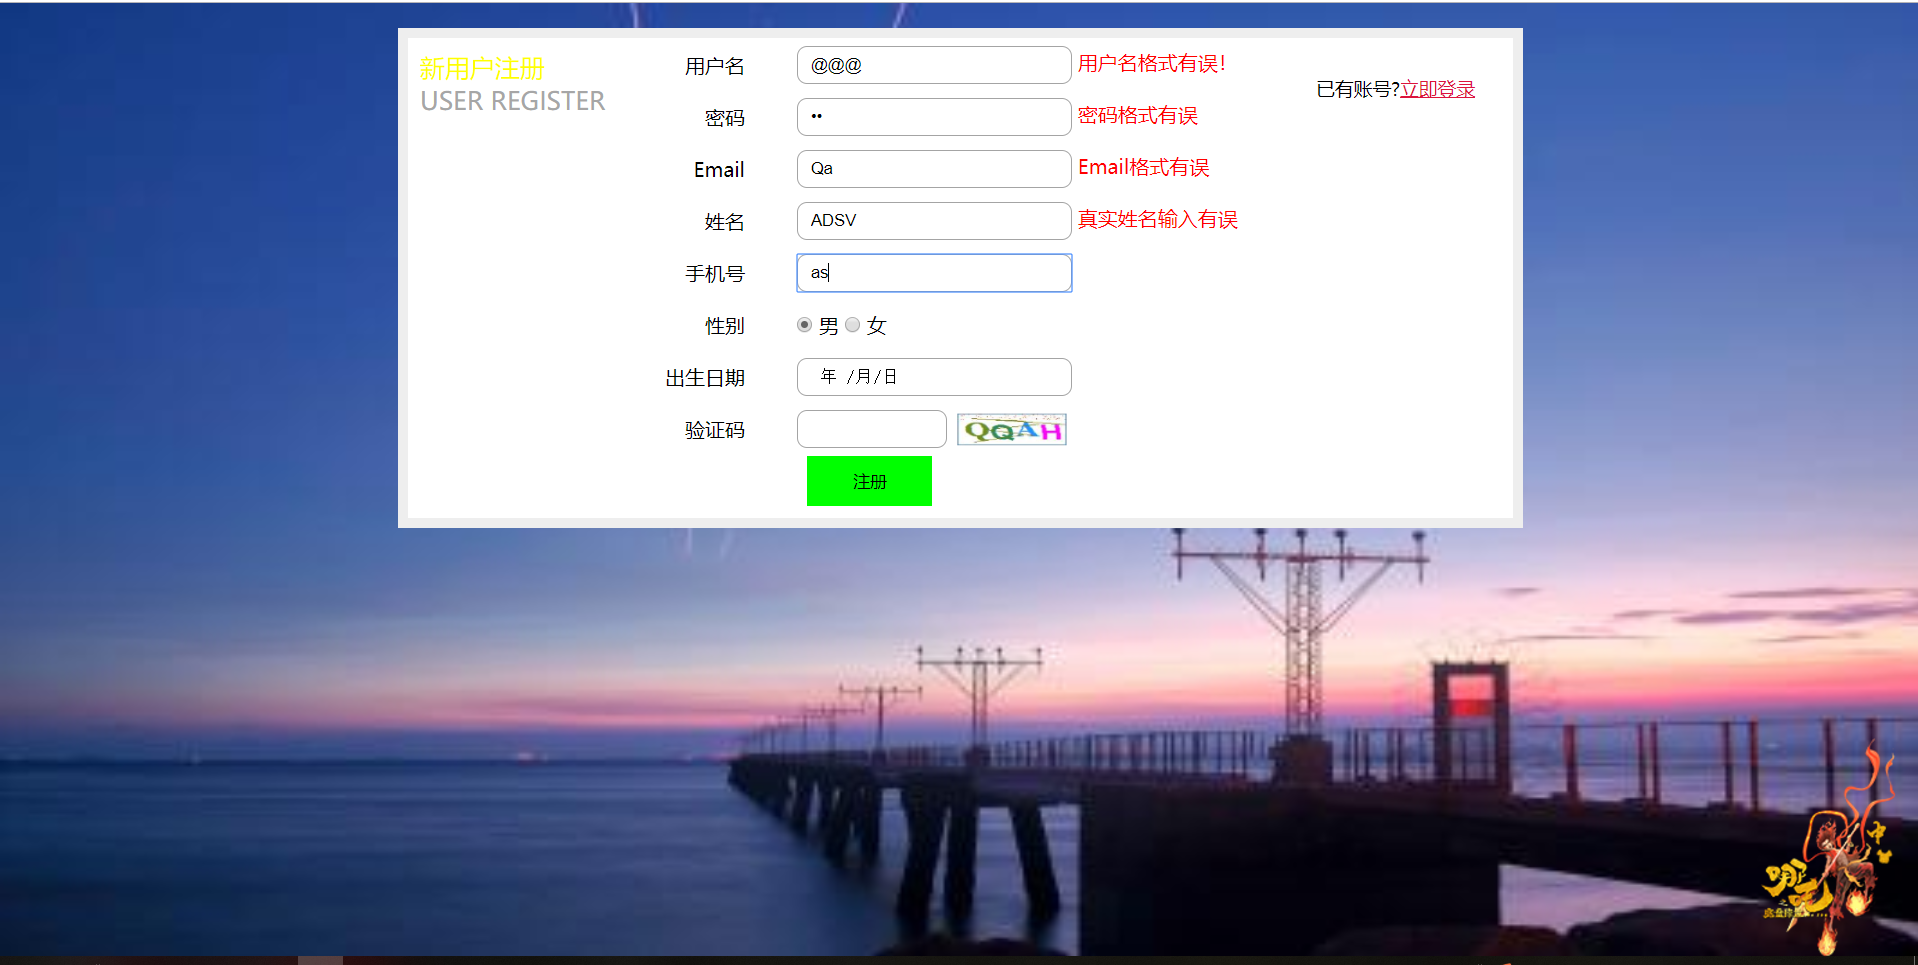 新用户注册
USER REGISTER
用户名 @@@ 用户名格式有误!
已有账号?立即登录
密码 •• 密码格式有误
Email Qa Email格式有误
姓名 ADSV 真实姓名输入有误
手机号 as
性别 男 女
出生日期 年 /月/日
验证码 QQAH
注册
中
哪吒
之